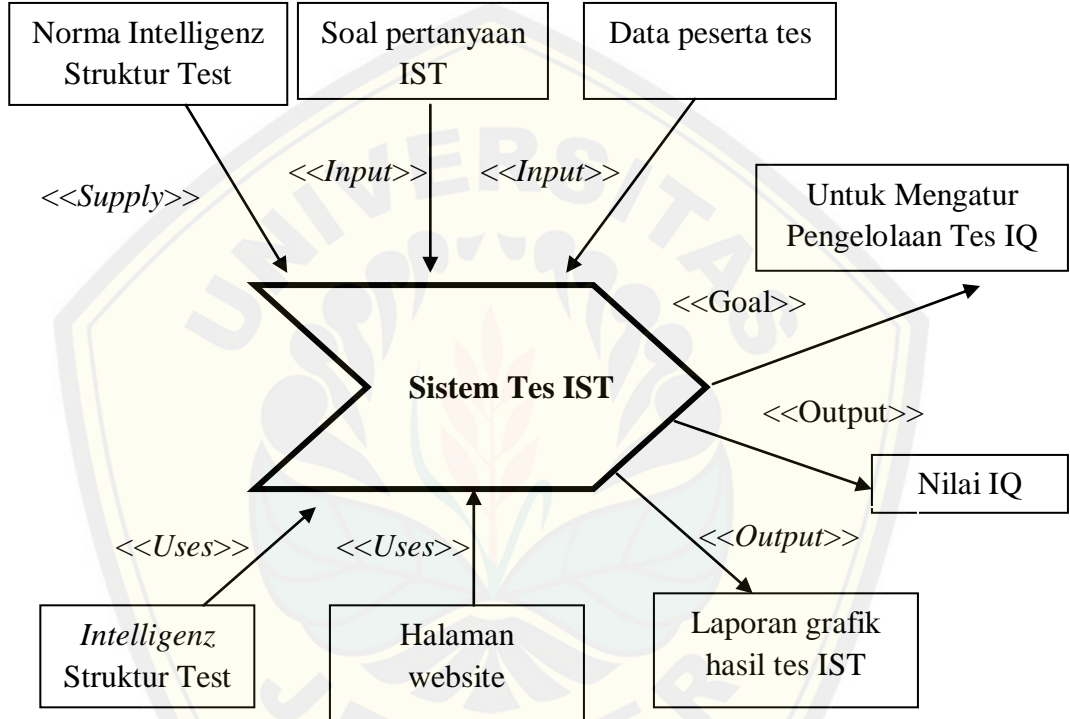 Norma Intelligenz
Struktur Test
Soal pertanyaan
IST
Data peserta tes
<<Supply>>
<<Input>>
<<Input>>
Untuk Mengatur
Pengelolaan Tes IQ
<<Goal>>
Sistem Tes IST
<<Output>>
Nilai IQ
<<Uses>>
<<Uses>>
<<Output>>
Intelligenz
Struktur Test
Halaman
website
Laporan grafik
hasil tes IST
UNIVERSITAS